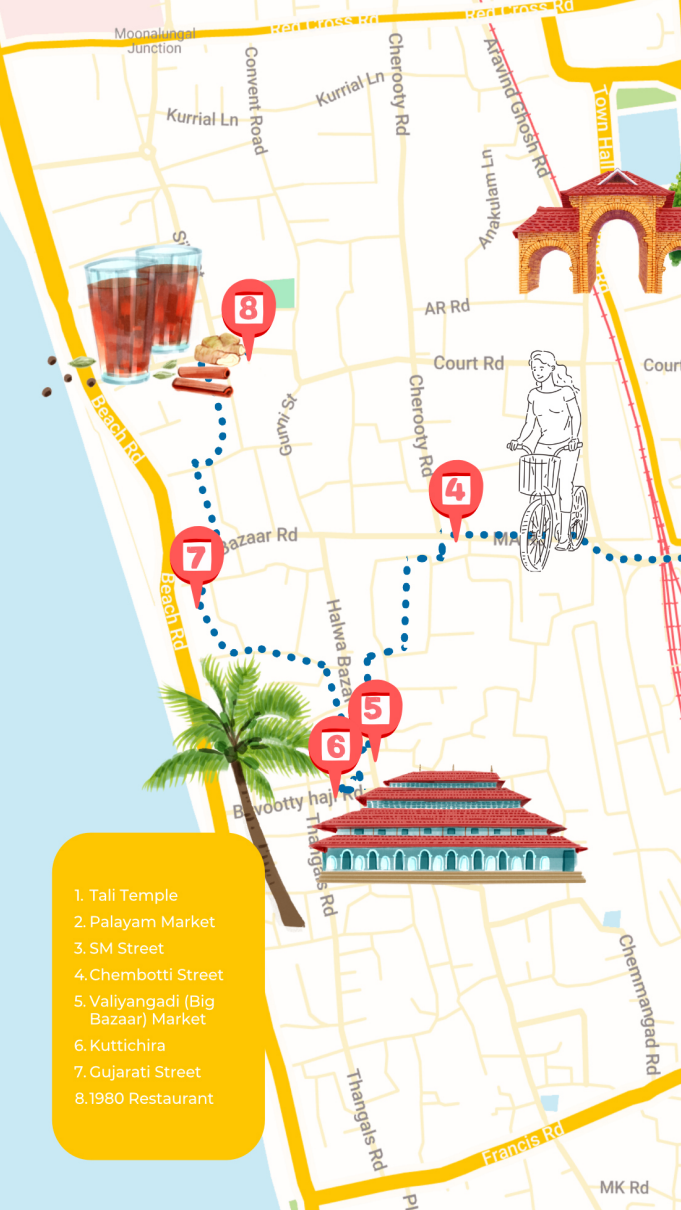 Red Cross Rd
Red Cross Rd
Moonalungal
Junction
Convent Road
Kurrial Ln
Cherooty Rd
Aravind Ghosh Rd
Kurrial Ln
Town Hall
Anakulam Ln
8
AR Rd
Court Rd
Court
Beach Rd
Gunni St
Cherooty Rd
4
Bazaar Rd
7
Beach Rd
Halwa Bazar
5
6
Thangals Rd
1. Tali Temple
2. Palayam Market
3. SM Street
4. Chembotti Street
5. Valiyangadi (Big
Bazaar) Market
6. Kuttichira
7. Gujarati Street
8. 1980 Restaurant
Chemmangad Rd
Thangals Rd
Francis Rd
MK Rd